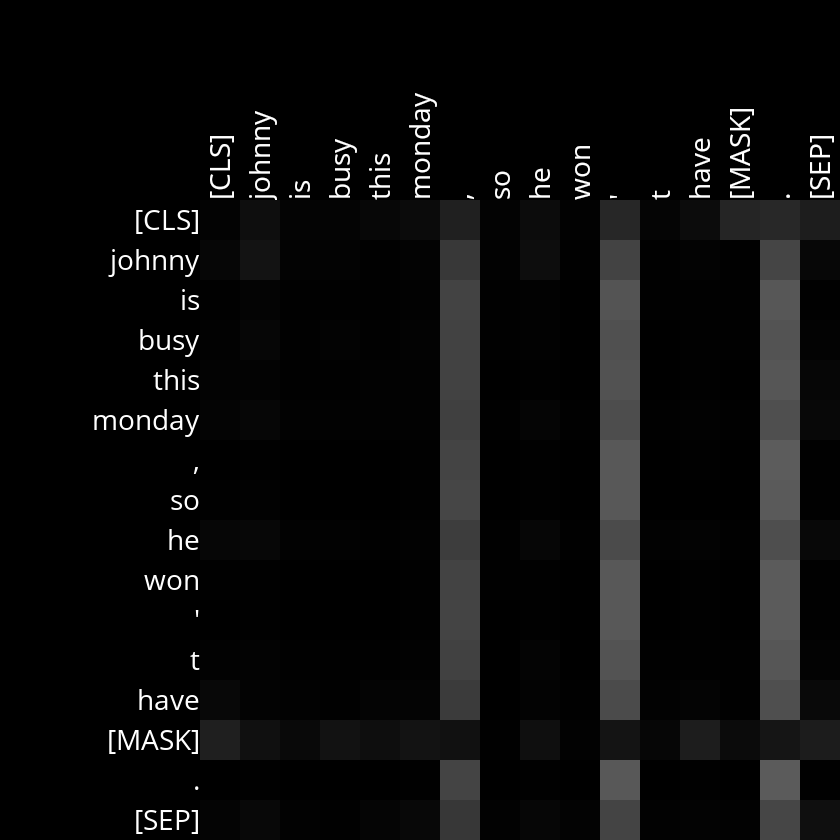 [CLS] johnny is busy this monday , so he won ' t have [MASK] . [SEP]
[CLS]
johnny
is
busy
this
monday
,
so
he
won
'
t
have
[MASK]
.
[SEP]